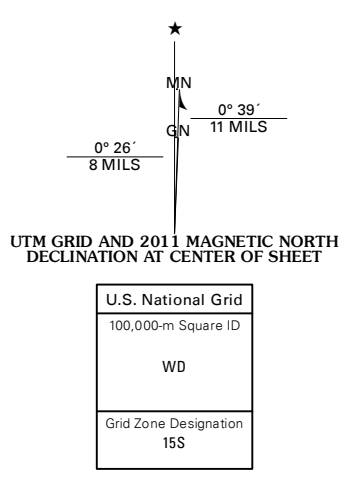 ★
MN
0° 39´
11 MILS
GN
0° 26´
8 MILS
UTM GRID AND 2011 MAGNETIC NORTH
DECLINATION AT CENTER OF SHEET
U.S. National Grid
100,000-m Square ID
WD
Grid Zone Designation
15S